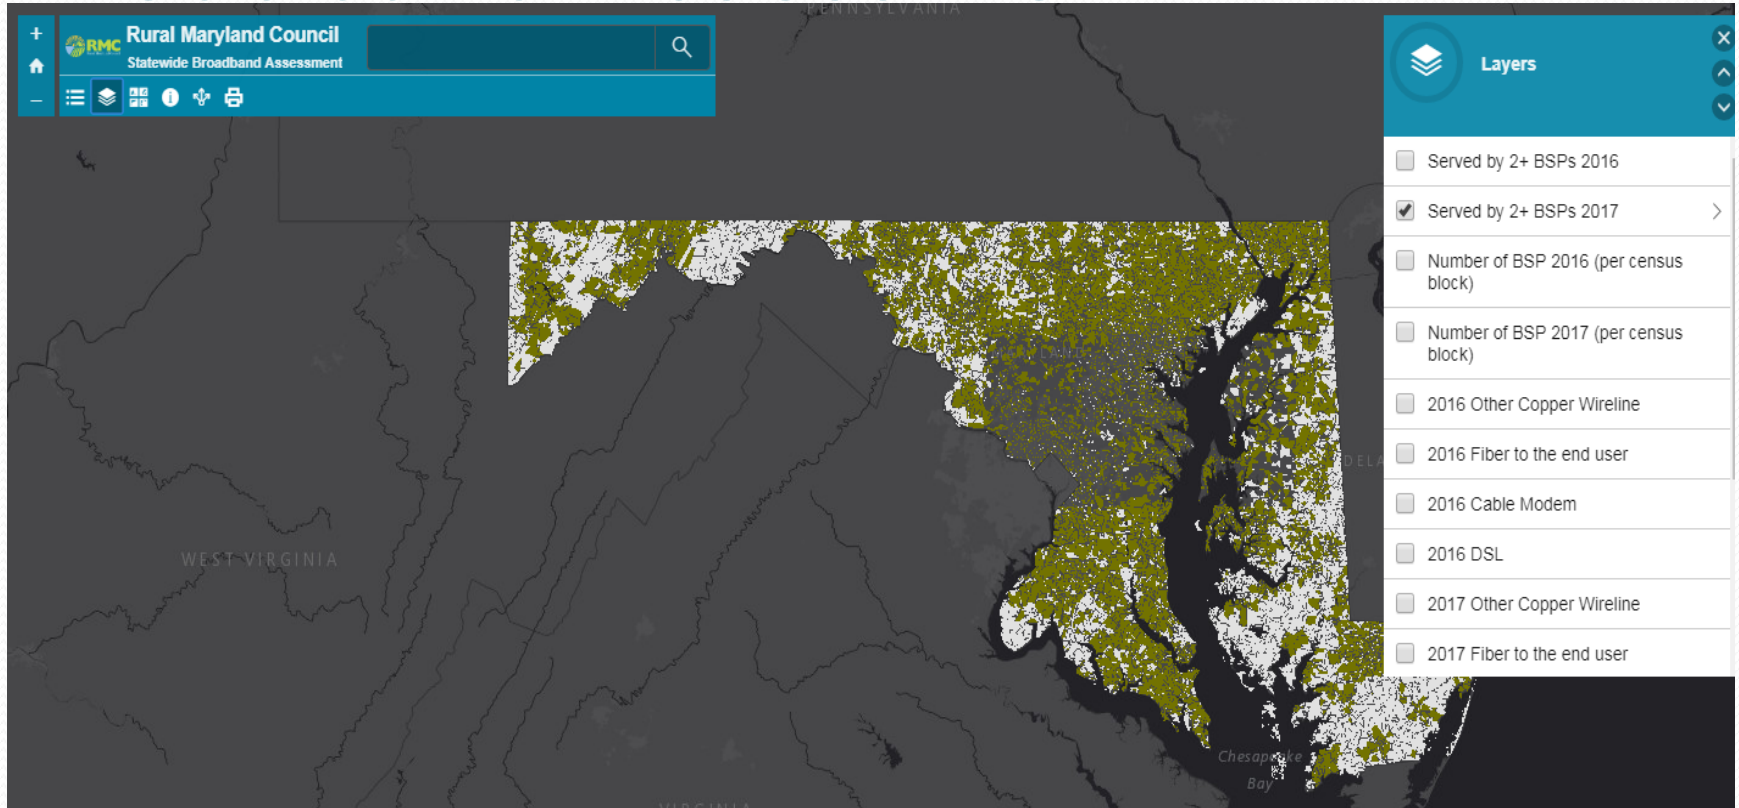 PENNSYLVANIA
+
RMC
Rural Maryland Council
Statewide Broadband Assessment
Layers
Served by 2+ BSPs 2016
Served by 2+ BSPs 2017
Number of BSP 2016 (per census
block)
Number of BSP 2017 (per census
block)
2016 Other Copper Wireline
2016 Fiber to the end user
2016 Cable Modem
2016 DSL
2017 Other Copper Wireline
2017 Fiber to the end user
DELA
WEST VIRGINIA
Chesapeake
Bay
VIRGINIA